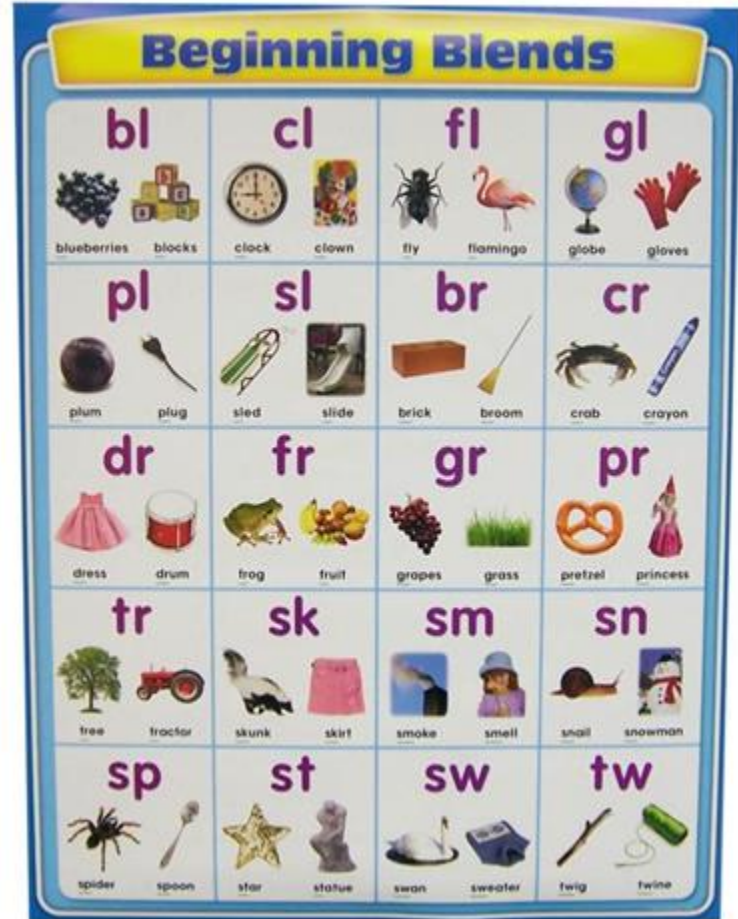 Beginning Blends
bl cl fl gl
blueberries blocks clock clown fly flamingo globe gloves
pl sl br cr
plum plug sled slide brick broom crab crayon
dr fr gr pr
dress drum frog fruit grapes grass pretzel princess
tr sk sm sn
tree tractor skunk skirt smoke smell snail snowman
sp st sw tw
spider spoon star statue swan sweater twig twine